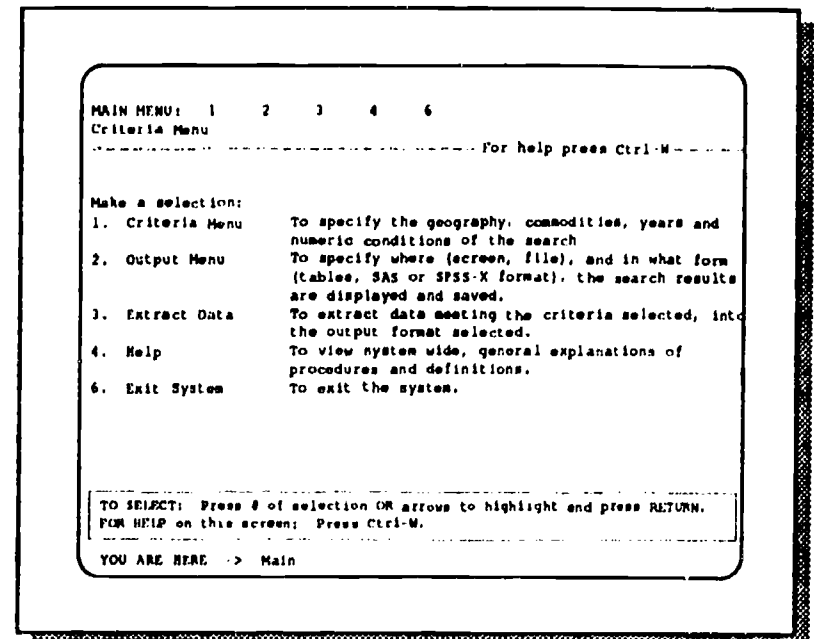 MAIN MENU: 1 2 3 4 6
Criteria Menu
For help press Ctrl-W
Make a selection:
1. Criteria Menu To specify the geography, commodities, years and
numeric conditions of the search
2. Output Menu To specify where (screen, file), and in what form
(tables, SAS or SPSS-X format), the search results
are displayed and saved.
3. Extract Data To extract data meeting the criteria selected, into
the output format selected.
4. Help To view system wide, general explanations of
procedures and definitions.
6. Exit System To exit the system.
TO SELECT: Press # of selection OR arrows to highlight and press RETURN.
FOR HELP on this screen: Press Ctrl-W.
YOU ARE HERE -> Main